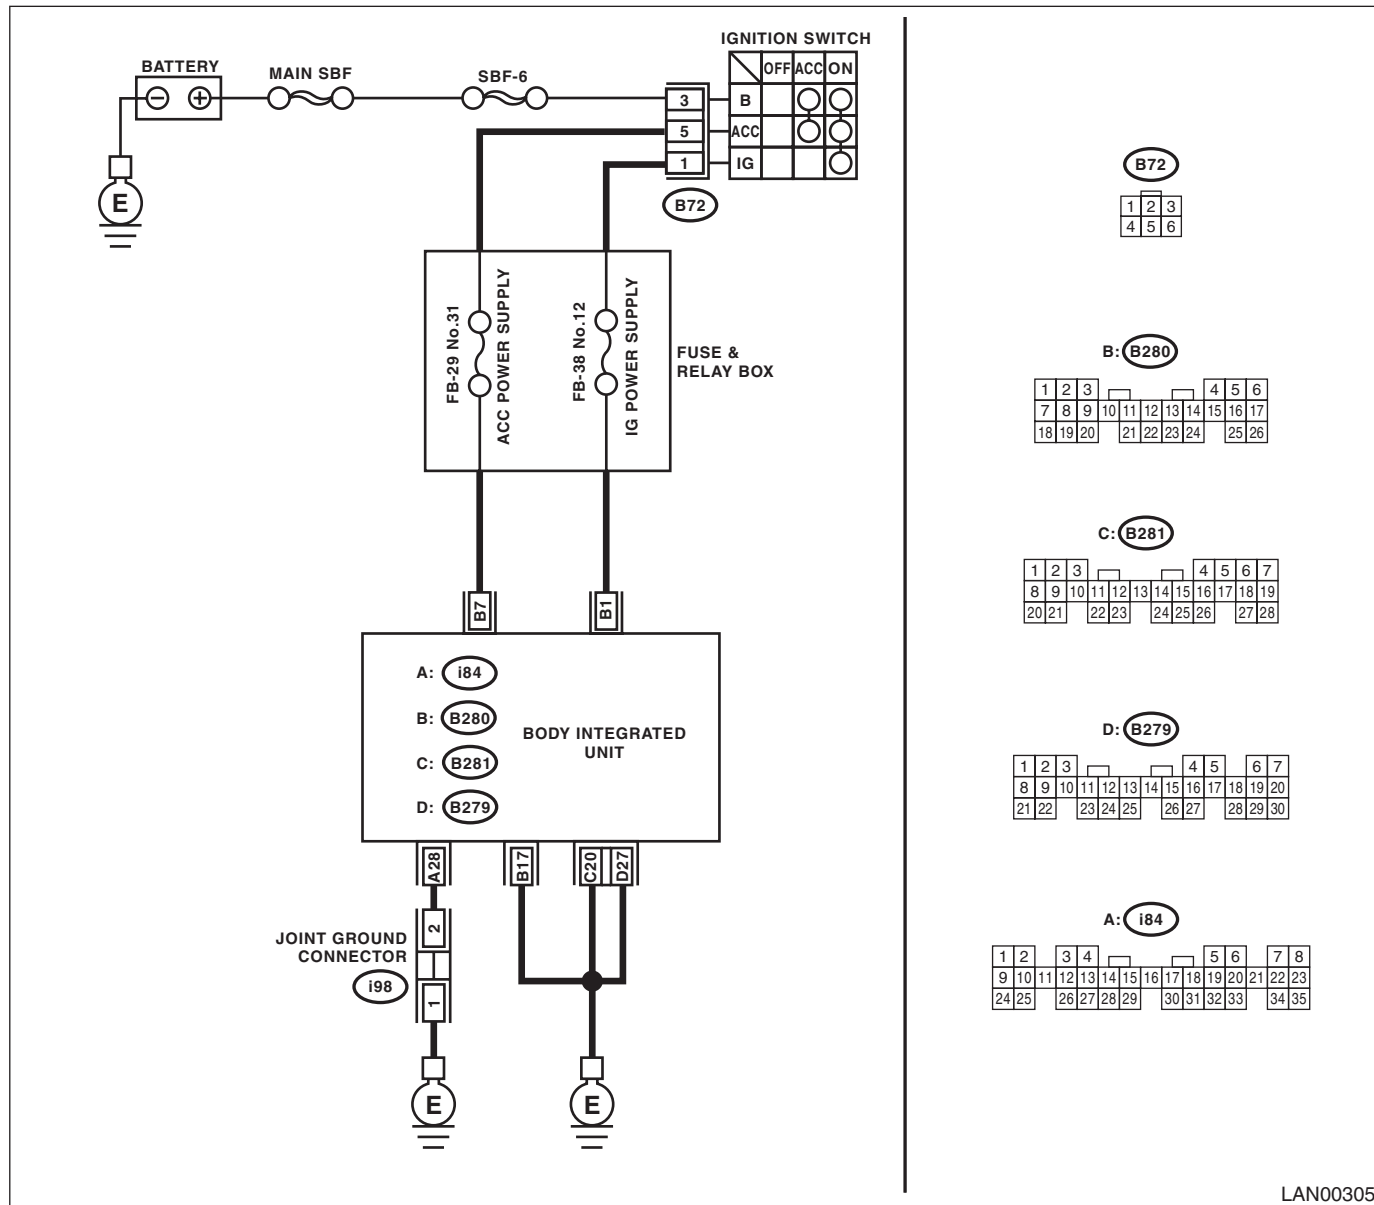 IGNITION SWITCH
BATTERY
MAIN SBF
SBF-6
OFF ACC ON
3 B
5 ACC
1 IG
E
B72
FB-29 No.31
ACC POWER SUPPLY
FB-38 No.12
IG POWER SUPPLY
FUSE &
RELAY BOX
B7
B1
A: i84
B: B280
C: B281
D: B279
BODY INTEGRATED
UNIT
A28
B17
C20
D27
2
JOINT GROUND
CONNECTOR
i98
1
E
E
B72
1 2 3
4 5 6
B: B280
1 2 3 4 5 6
7 8 9 10 11 12 13 14 15 16 17
18 19 20 21 22 23 24 25 26
C: B281
1 2 3 4 5 6 7
8 9 10 11 12 13 14 15 16 17 18 19
20 21 22 23 24 25 26 27 28
D: B279
1 2 3 4 5 6 7
8 9 10 11 12 13 14 15 16 17 18 19 20
21 22 23 24 25 26 27 28 29 30
A: i84
1 2 3 4 5 6 7 8
9 10 11 12 13 14 15 16 17 18 19 20 21 22 23
24 25 26 27 28 29 30 31 32 33 34 35
LAN00305